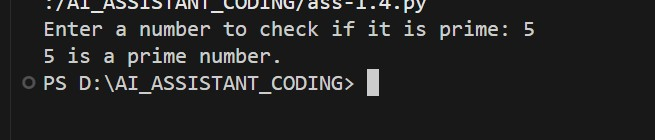 :/AI_ASSISTANT_CODING/ass-1.4.py
Enter a number to check if it is prime: 5
5 is a prime number.
PS D:\AI_ASSISTANT_CODING>